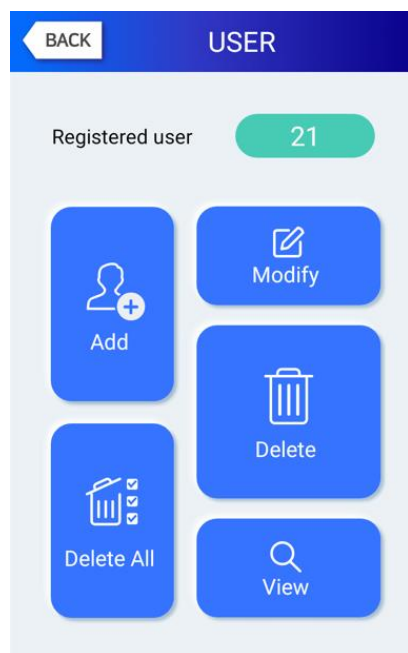 BACK
USER
Registered user 21
Add
Modify
Delete
Delete All
View